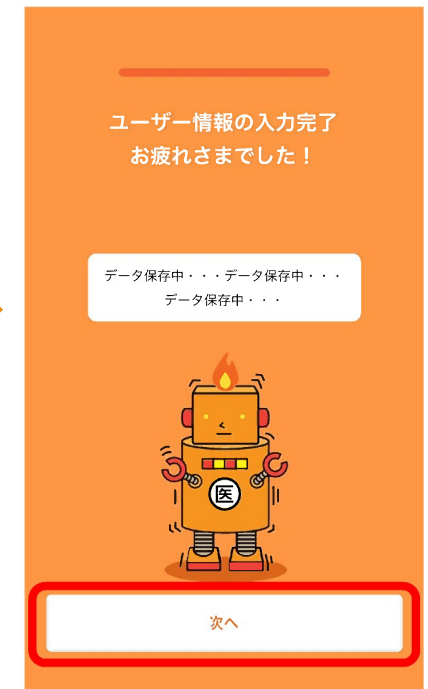 ユーザー情報の入力完了
お疲れさまでした！
データ保存中・・・データ保存中・・・
データ保存中・・・
医
次へ